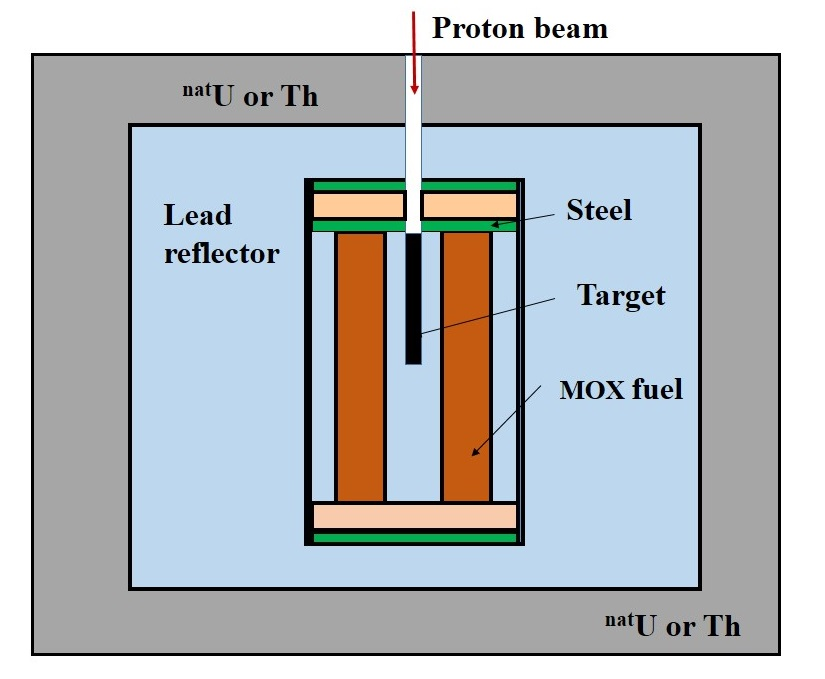 Proton beam
natU or Th
Lead
reflector
Steel
Target
MOX fuel
natU or Th